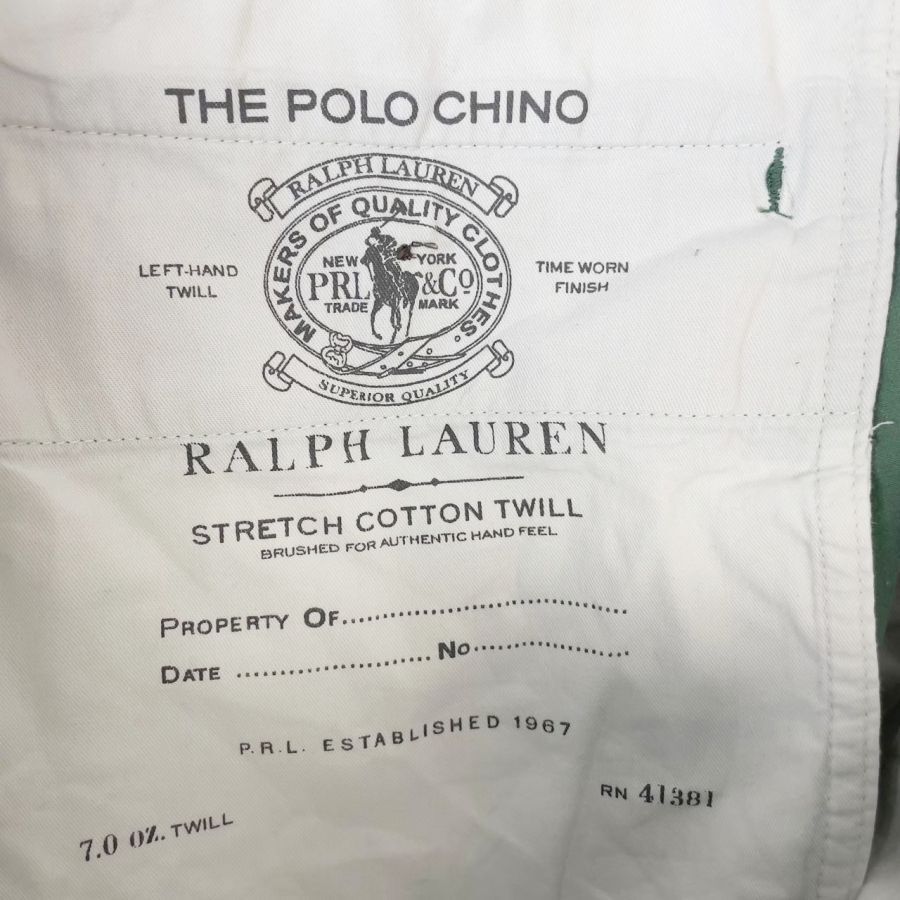 THE POLO CHINO
RALPH LAUREN
MAKERS OF QUALITY CLOTHES.
LEFT-HAND
TWILL
NEW YORK
PRL &Co
TRADE MARK
TIME WORN
FINISH
SUPERIOR QUALITY
RALPH LAUREN
STRETCH COTTON TWILL
BRUSHED FOR AUTHENTIC HAND FEEL
PROPERTY OF....................................
DATE ........................ No....................
P.R.L. ESTABLISHED 1967
RN 41381
7.0 OZ. TWILL